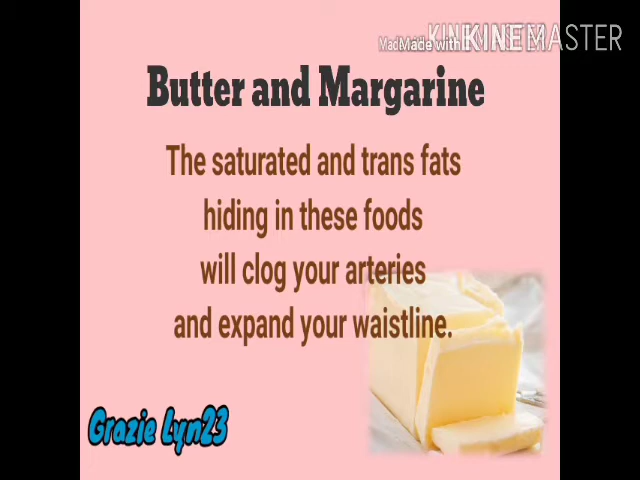 Made with KINEMASTER
Butter and Margarine
The saturated and trans fats
hiding in these foods
will clog your arteries
and expand your waistline.
Grazie Lyn23